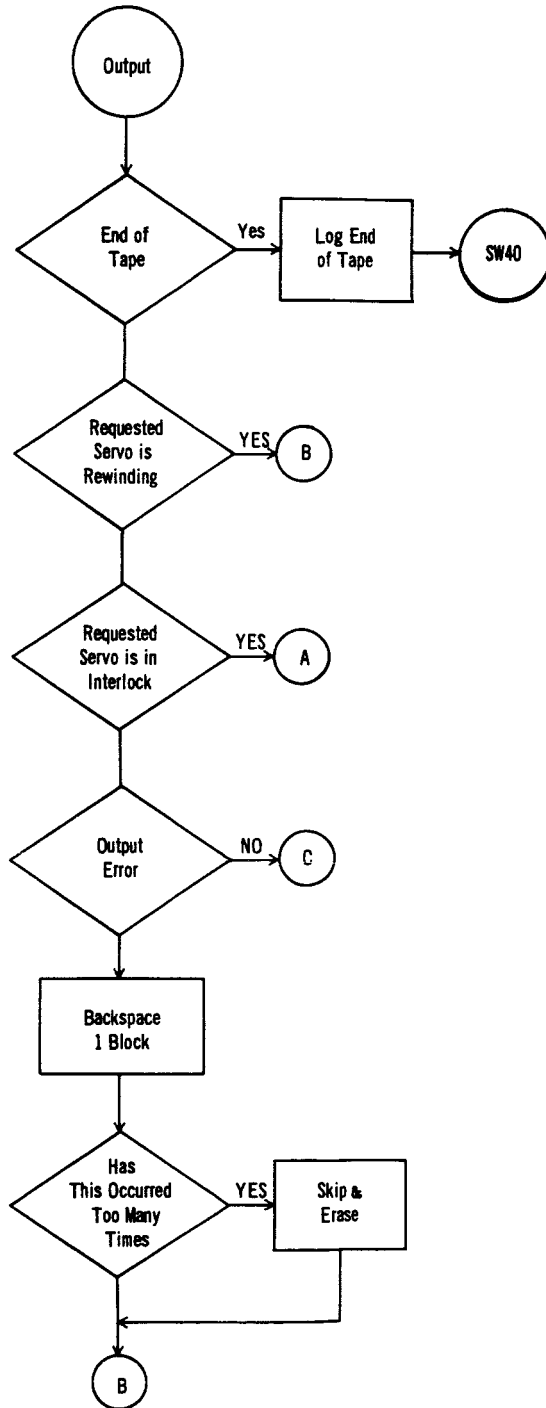 Output
End of
Tape
Yes
Log End
of Tape
SW40
Requested
Servo is
Rewinding
YES
B
Requested
Servo is in
Interlock
YES
A
Output
Error
NO
C
Backspace
1 Block
Has
This Occurred
Too Many
Times
YES
Skip &
Erase
B